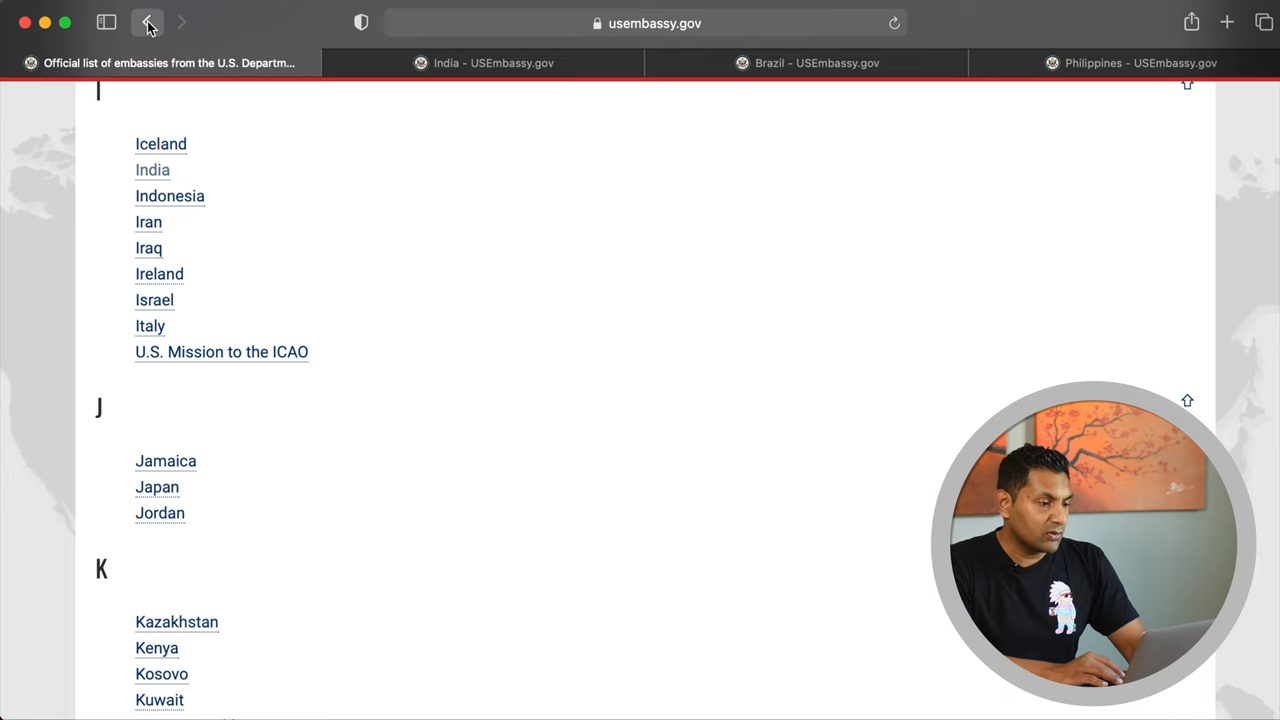 usembassy.gov
Official list of embassies from the U.S. Departm...
India - USEmbassy.gov
Brazil - USEmbassy.gov
Philippines - USEmbassy.gov
I
Iceland
India
Indonesia
Iran
Iraq
Ireland
Israel
Italy
U.S. Mission to the ICAO
J
Jamaica
Japan
Jordan
K
Kazakhstan
Kenya
Kosovo
Kuwait